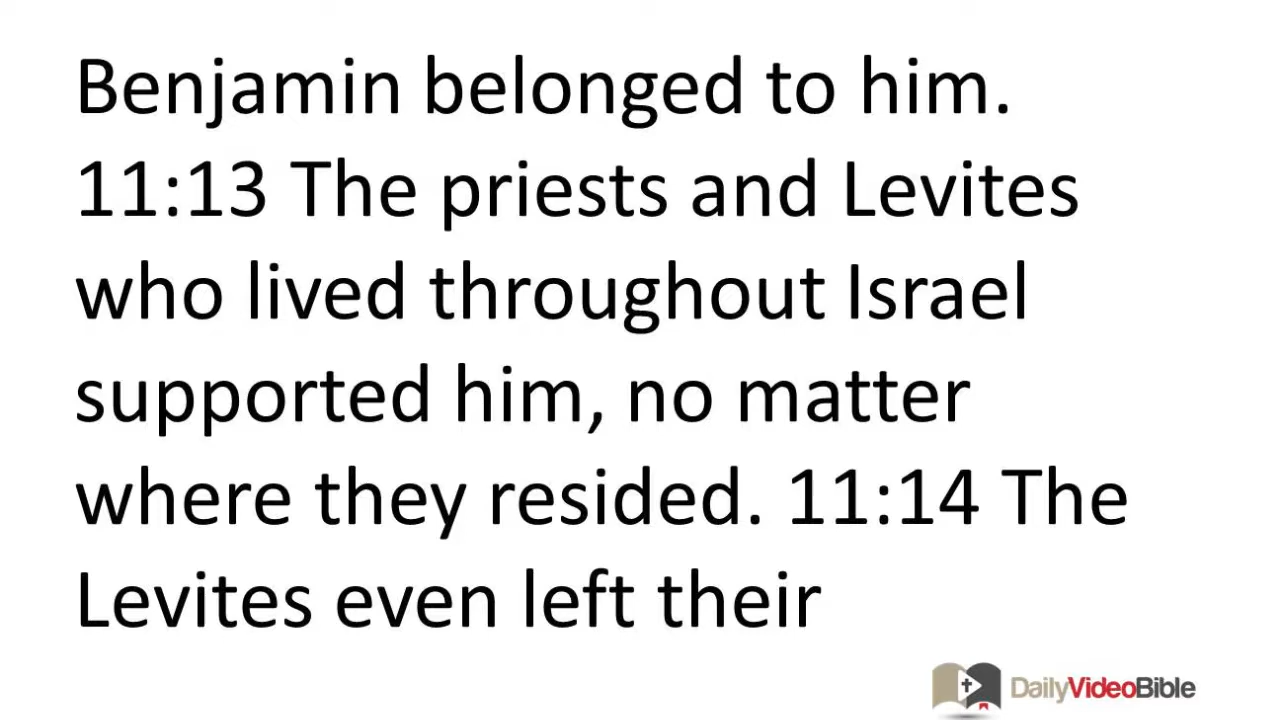 Benjamin belonged to him.
11:13 The priests and Levites
who lived throughout Israel
supported him, no matter
where they resided. 11:14 The
Levites even left their
DailyVideoBible